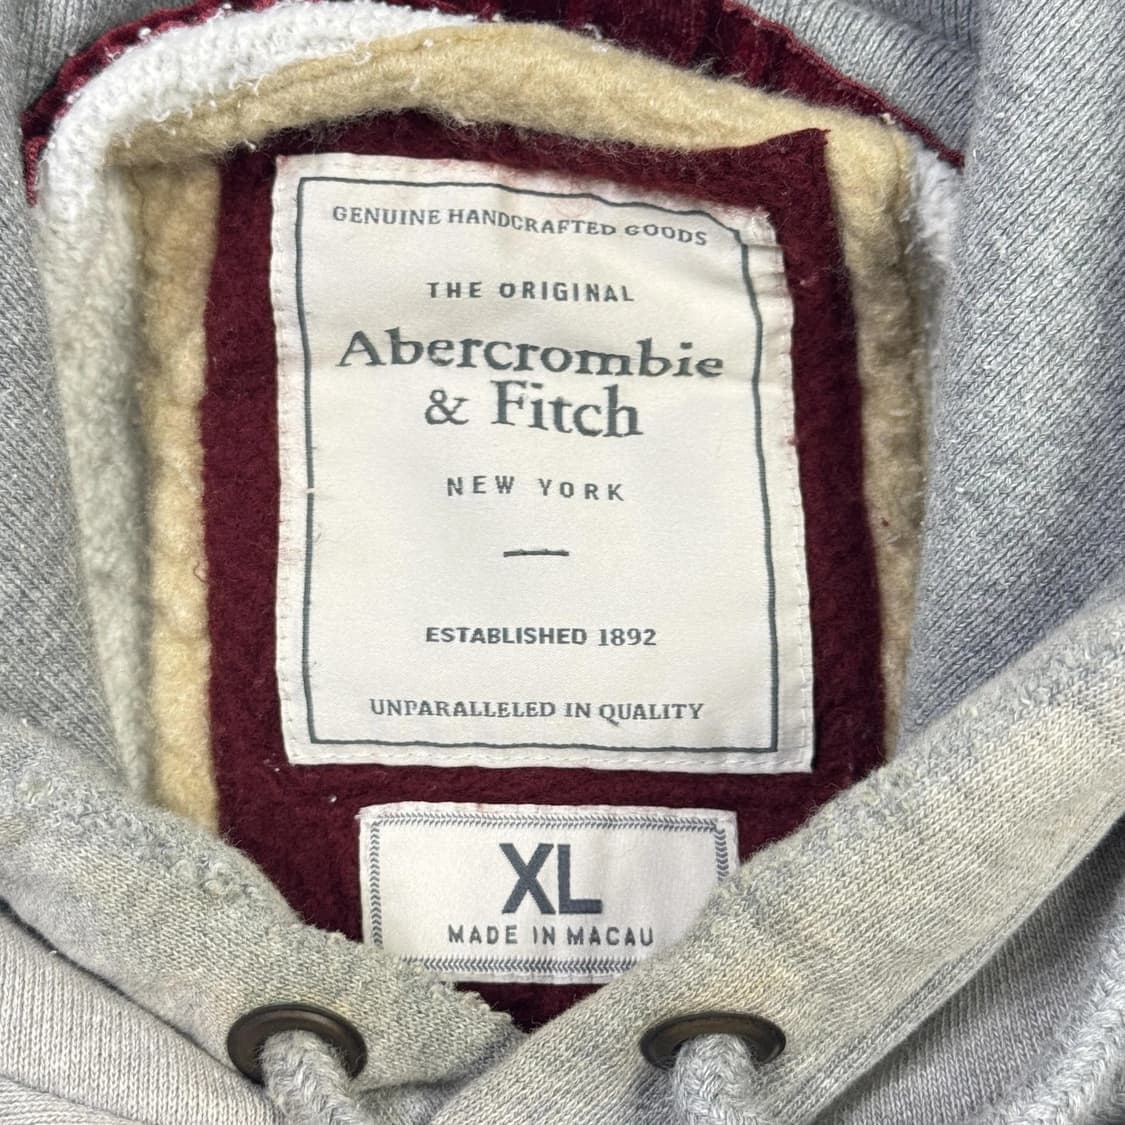 GENUINE HANDCRAFTED GOODS
THE ORIGINAL
Abercrombie
& Fitch
NEW YORK
ESTABLISHED 1892
UNPARALLELED IN QUALITY
XL
MADE IN MACAU